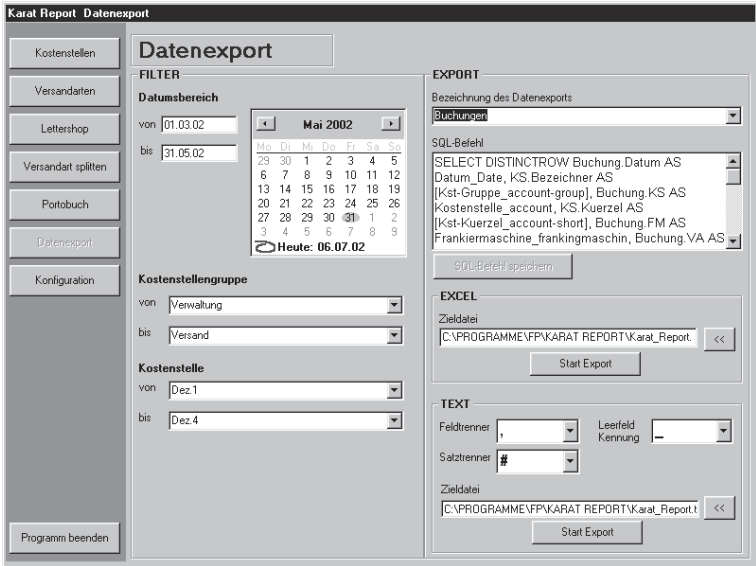 Karat Report Datenexport
Kostenstellen
Versandarten
Lettershop
Versandart splitten
Portobuch
Datenexport
Konfiguration
Programm beenden
Datenexport
FILTER
Datumsbereich
von 01.03.02
bis 31.05.02
Mai 2002
Mo Di Mi Do Fr Sa So
29 30 1 2 3 4 5
6 7 8 9 10 11 12
13 14 15 16 17 18 19
20 21 22 23 24 25 26
27 28 29 30 31 1 2
3 4 5 6 7 8 9
Heute: 06.07.02
Kostenstellengruppe
von Verwaltung
bis Versand
Kostenstelle
von Dez.1
bis Dez.4
EXPORT
Bezeichnung des Datenexports
Buchungen
SQL-Befehl
SELECT DISTINCTROW Buchung.Datum AS
Datum_Date, KS.Bezeichner AS
[Kst-Gruppe_account-group], Buchung.KS AS
Kostenstelle_account, KS.Kuerzel AS
[Kst-Kuerzel_account-short], Buchung.FM AS
Frankiermaschine_frankingmaschin, Buchung.VA AS
SQL-Befehl speichern
EXCEL
Zieldatei
C:\PROGRAMME\FP\KARAT REPORT\Karat_Report. <<
Start Export
TEXT
Feldtrenner , Leerfeld Kennung _
Satztrenner #
Zieldatei
C:\PROGRAMME\FP\KARAT REPORT\Karat_Report.t <<
Start Export